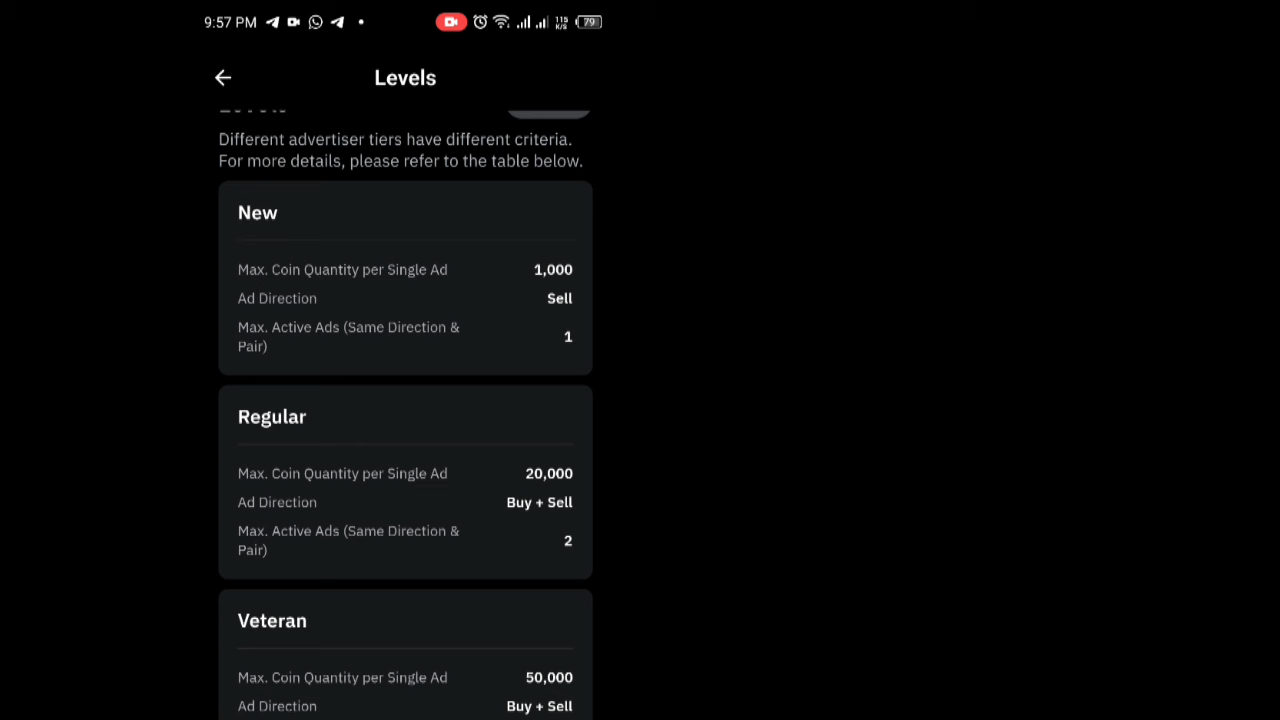 9:57 PM 115 K/S 79
Levels
Different advertiser tiers have different criteria.
For more details, please refer to the table below.
New
Max. Coin Quantity per Single Ad 1,000
Ad Direction Sell
Max. Active Ads (Same Direction &
Pair) 1
Regular
Max. Coin Quantity per Single Ad 20,000
Ad Direction Buy + Sell
Max. Active Ads (Same Direction &
Pair) 2
Veteran
Max. Coin Quantity per Single Ad 50,000
Ad Direction Buy + Sell